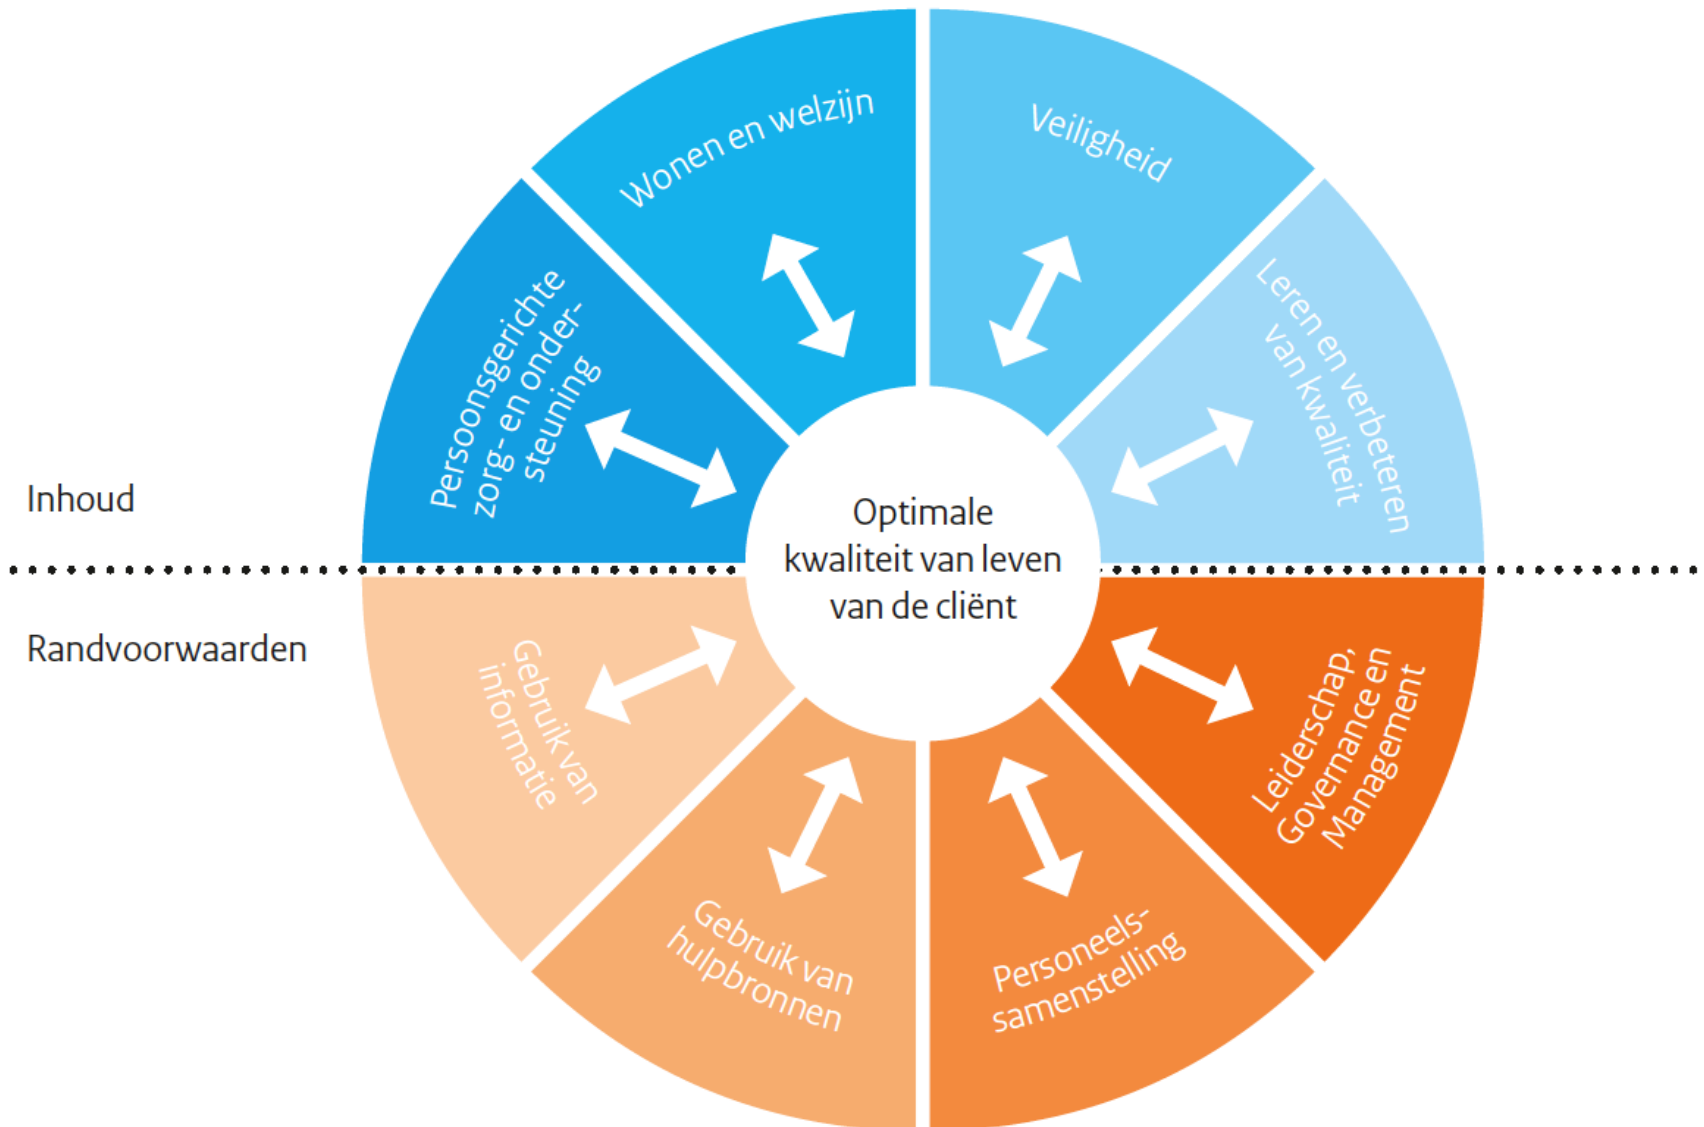 Wonen en welzijn
Veiligheid
Persoonsgerichte
zorg- en onder-
steuning
Leren en verbeteren
van kwaliteit
Inhoud
Optimale
kwaliteit van leven
van de cliënt
Randvoorwaarden
Gebruik van
informatie
Leiderschap,
Governance en
Management
Gebruik van
hulpbronnen
Personeels-
samenstelling